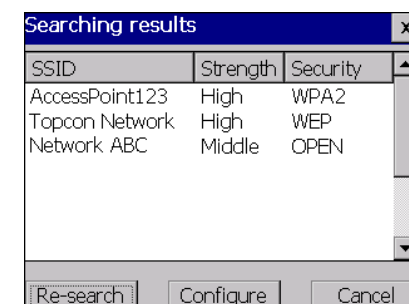 Searching results
SSID Strength Security
AccessPoint123 High WPA2
Topcon Network High WEP
Network ABC Middle OPEN
Re-search Configure Cancel